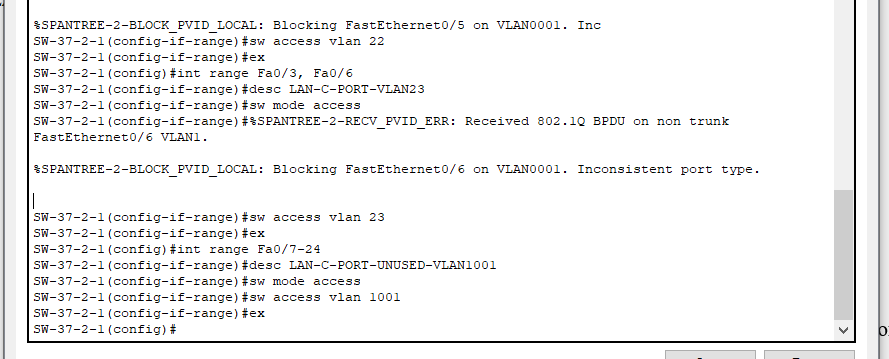 %SPANTREE-2-BLOCK_PVID_LOCAL: Blocking FastEthernet0/5 on VLAN0001. Inc
SW-37-2-1(config-if-range)#sw access vlan 22
SW-37-2-1(config-if-range)#ex
SW-37-2-1(config)#int range Fa0/3, Fa0/6
SW-37-2-1(config-if-range)#desc LAN-C-PORT-VLAN23
SW-37-2-1(config-if-range)#sw mode access
SW-37-2-1(config-if-range)#%SPANTREE-2-RECV_PVID_ERR: Received 802.1Q BPDU on non trunk
FastEthernet0/6 VLAN1.
%SPANTREE-2-BLOCK_PVID_LOCAL: Blocking FastEthernet0/6 on VLAN0001. Inconsistent port type.
SW-37-2-1(config-if-range)#sw access vlan 23
SW-37-2-1(config-if-range)#ex
SW-37-2-1(config)#int range Fa0/7-24
SW-37-2-1(config-if-range)#desc LAN-C-PORT-UNUSED-VLAN1001
SW-37-2-1(config-if-range)#sw mode access
SW-37-2-1(config-if-range)#sw access vlan 1001
SW-37-2-1(config-if-range)#ex
SW-37-2-1(config)#